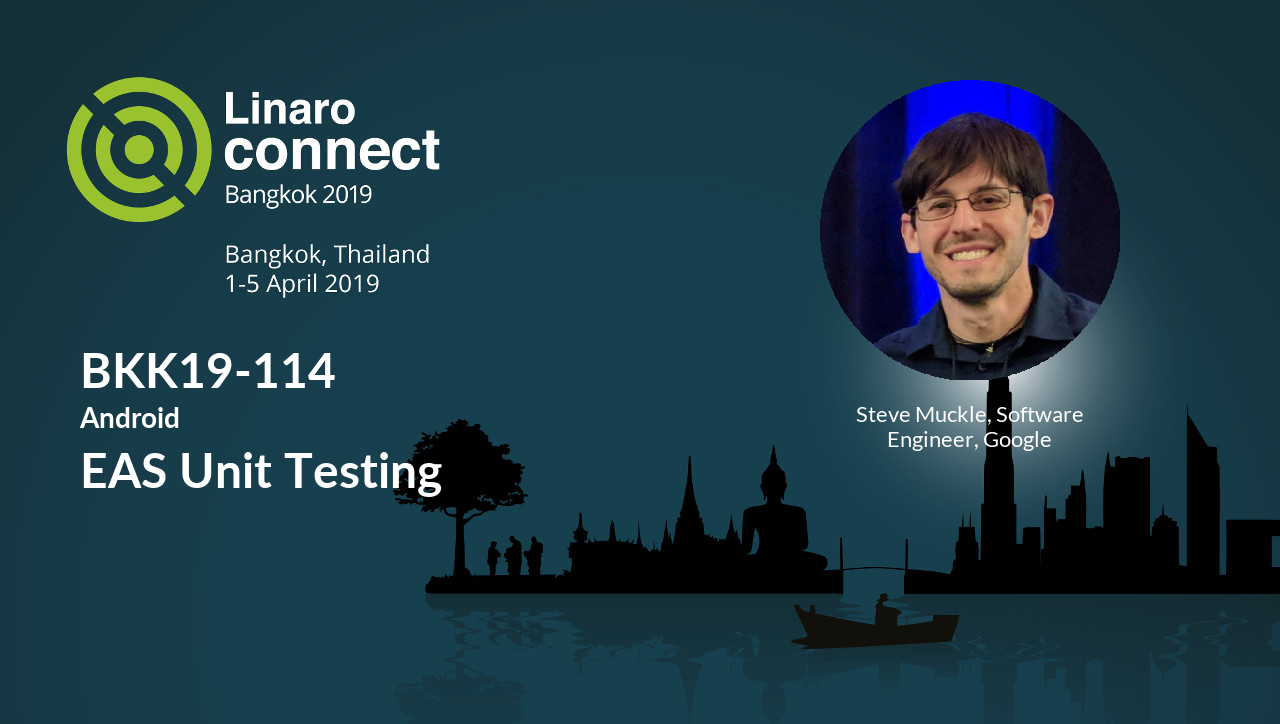 Linaro
connect
Bangkok 2019
Bangkok, Thailand
1-5 April 2019
BKK19-114
Android
EAS Unit Testing
Steve Muckle, Software
Engineer, Google